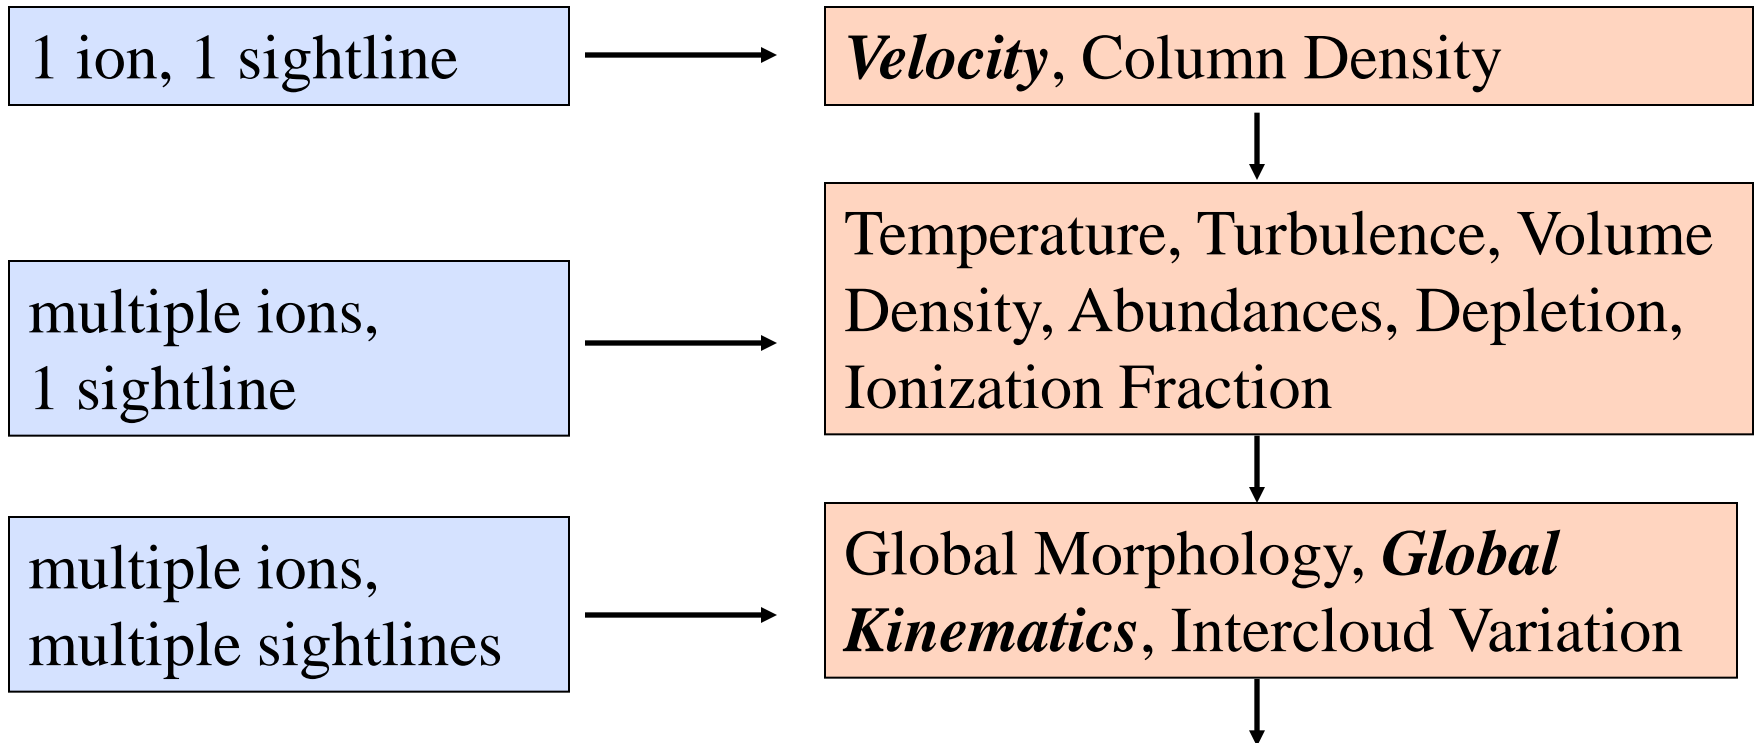 1 ion, 1 sightline
Velocity, Column Density
multiple ions,
1 sightline
Temperature, Turbulence, Volume
Density, Abundances, Depletion,
Ionization Fraction
multiple ions,
multiple sightlines
Global Morphology, Global
Kinematics, Intercloud Variation